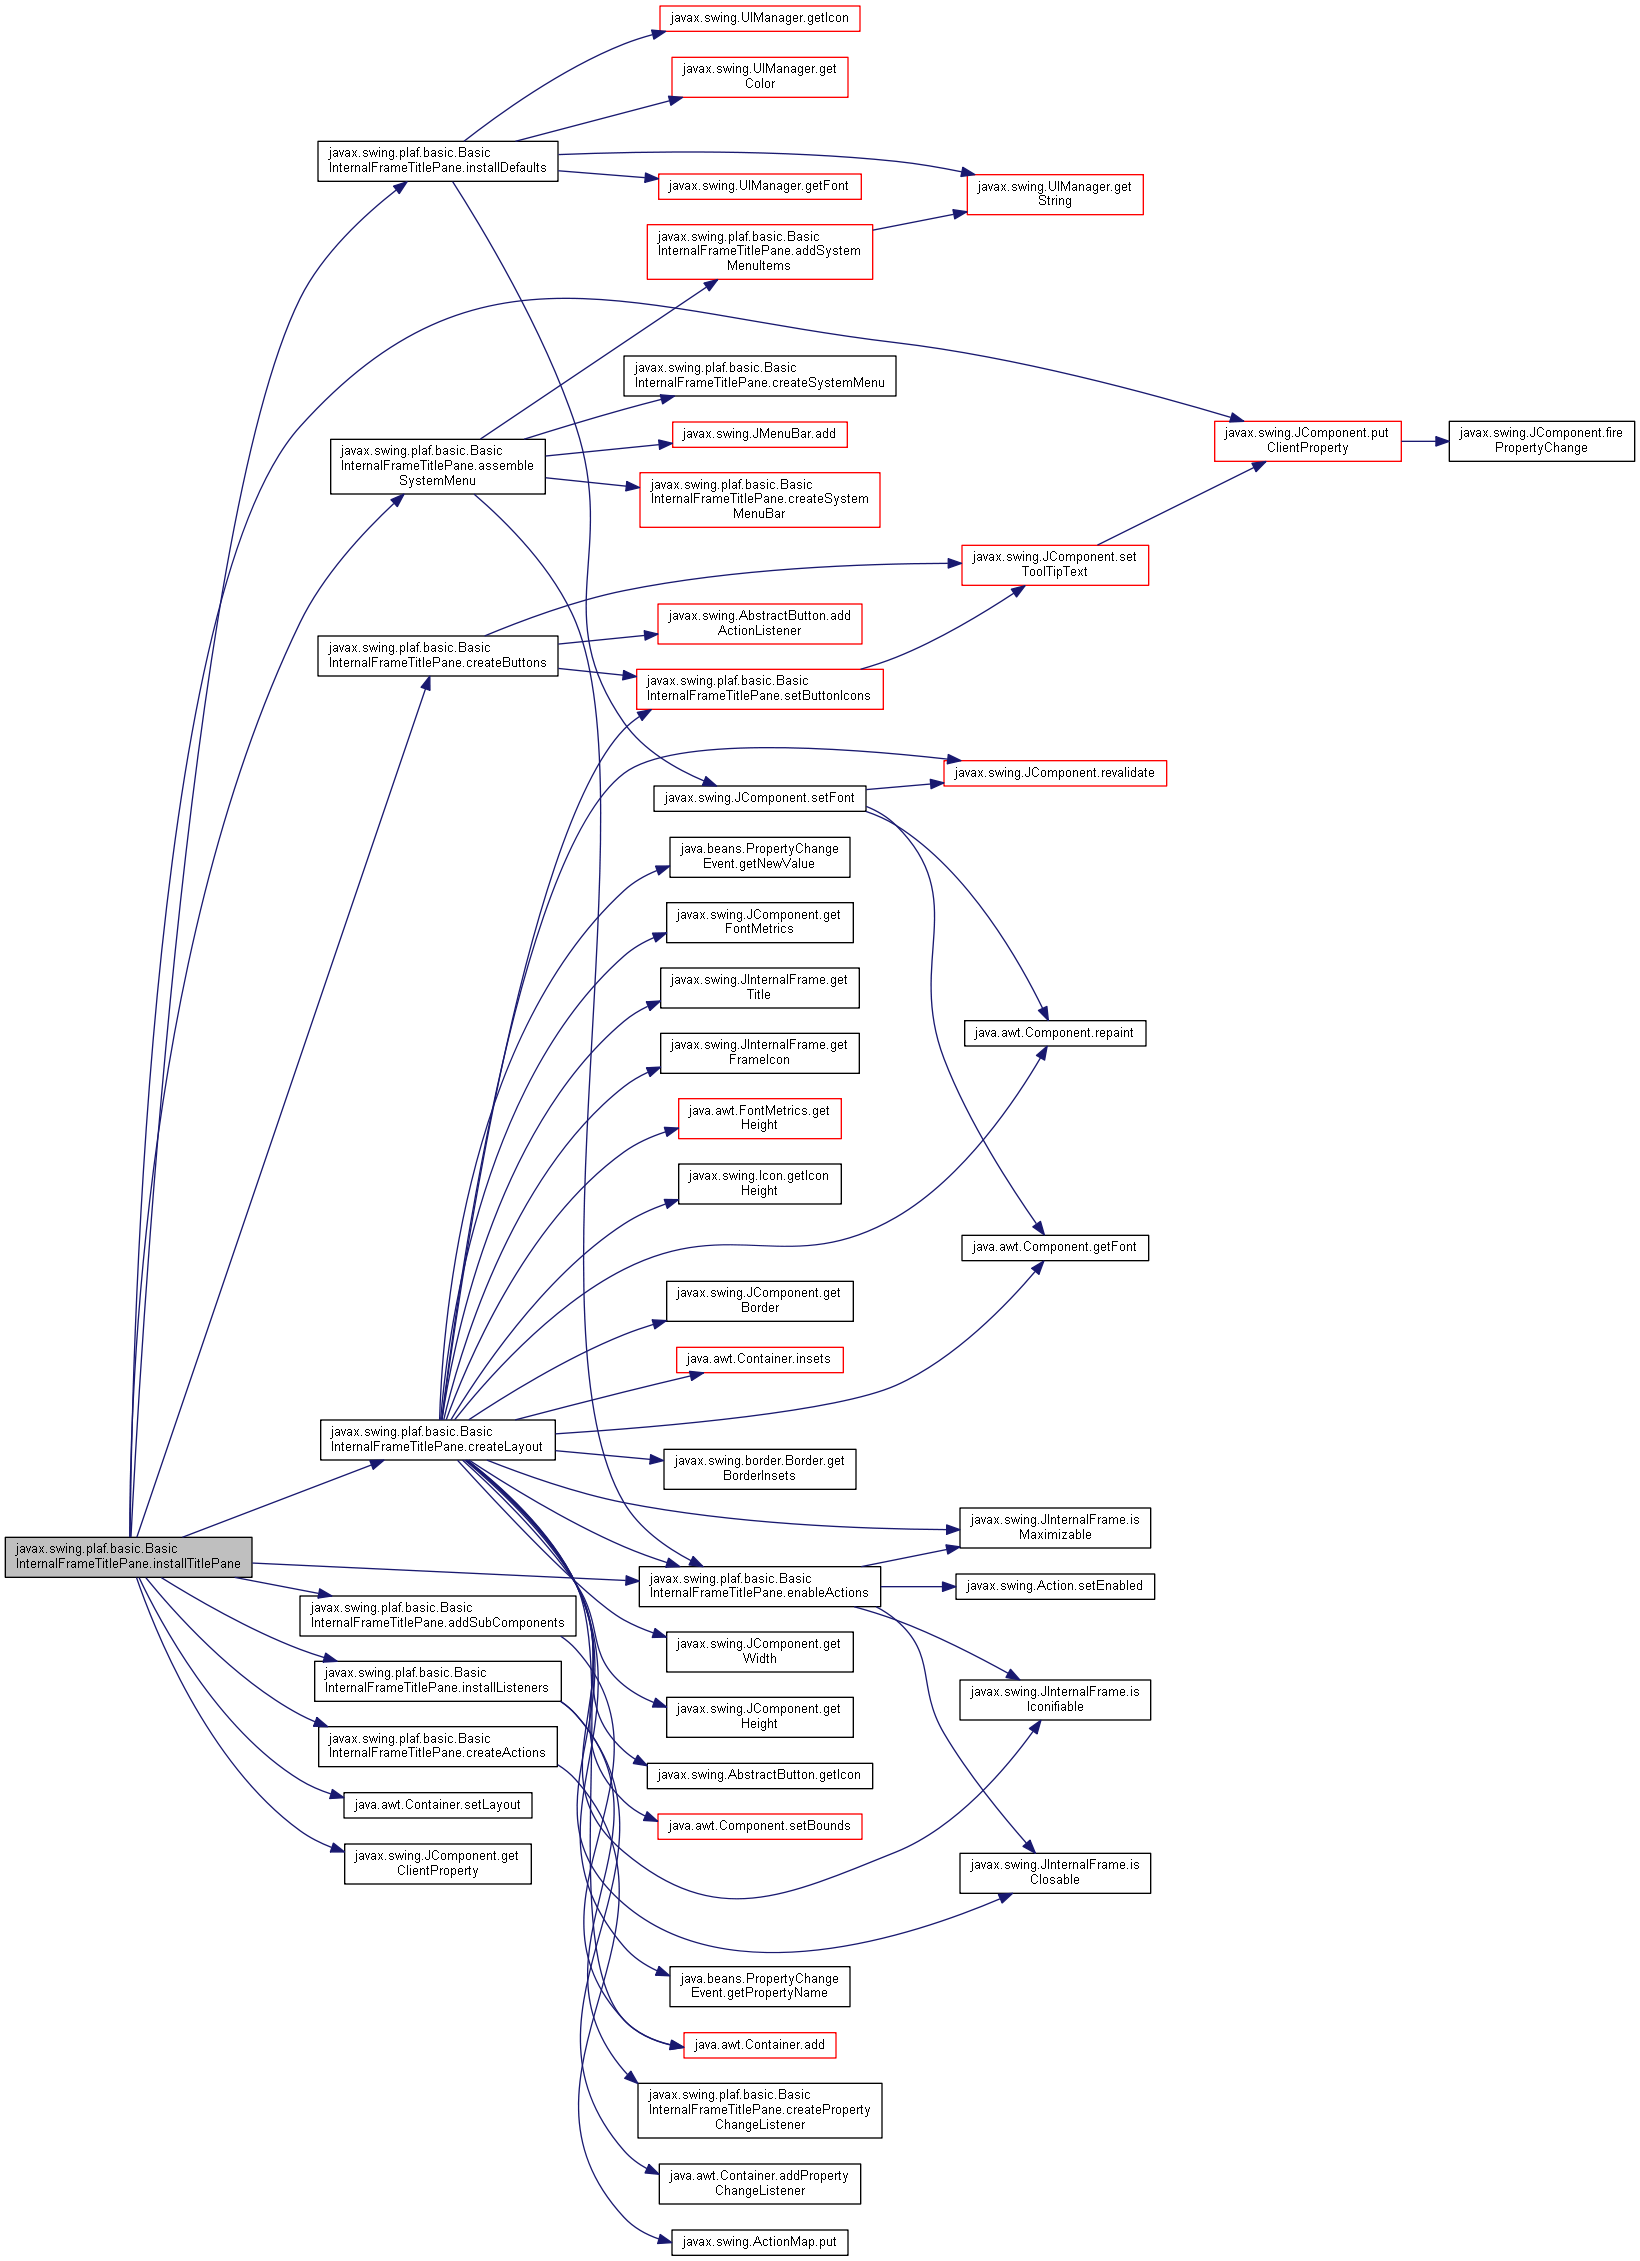 javax.swing.UIManager.getIcon
javax.swing.UIManager.get
Color
javax.swing.plaf.basic.Basic
InternalFrameTitlePane.installDefaults
javax.swing.UIManager.getFont
javax.swing.UIManager.get
String
javax.swing.plaf.basic.Basic
InternalFrameTitlePane.addSystem
MenuItems
javax.swing.plaf.basic.Basic
InternalFrameTitlePane.createSystemMenu
javax.swing.JMenuBar.add
javax.swing.JComponent.put
ClientProperty
javax.swing.JComponent.fire
PropertyChange
javax.swing.plaf.basic.Basic
InternalFrameTitlePane.assemble
SystemMenu
javax.swing.plaf.basic.Basic
InternalFrameTitlePane.createSystem
MenuBar
javax.swing.JComponent.set
ToolTipText
javax.swing.AbstractButton.add
ActionListener
javax.swing.plaf.basic.Basic
InternalFrameTitlePane.createButtons
javax.swing.plaf.basic.Basic
InternalFrameTitlePane.setButtonIcons
javax.swing.JComponent.revalidate
javax.swing.JComponent.setFont
java.beans.PropertyChange
Event.getNewValue
javax.swing.JComponent.get
FontMetrics
javax.swing.JInternalFrame.get
Title
java.awt.Component.repaint
javax.swing.JInternalFrame.get
FrameIcon
java.awt.FontMetrics.get
Height
javax.swing.Icon.getIcon
Height
java.awt.Component.getFont
javax.swing.JComponent.get
Border
java.awt.Container.insets
javax.swing.plaf.basic.Basic
InternalFrameTitlePane.createLayout
javax.swing.border.Border.get
BorderInsets
javax.swing.JInternalFrame.is
Maximizable
javax.swing.plaf.basic.Basic
InternalFrameTitlePane.installTitlePane
javax.swing.plaf.basic.Basic
InternalFrameTitlePane.enableActions
javax.swing.Action.setEnabled
javax.swing.plaf.basic.Basic
InternalFrameTitlePane.addSubComponents
javax.swing.JComponent.get
Width
javax.swing.plaf.basic.Basic
InternalFrameTitlePane.installListeners
javax.swing.JInternalFrame.is
Iconifiable
javax.swing.JComponent.get
Height
javax.swing.plaf.basic.Basic
InternalFrameTitlePane.createActions
javax.swing.AbstractButton.getIcon
java.awt.Container.setLayout
java.awt.Component.setBounds
javax.swing.JComponent.get
ClientProperty
javax.swing.JInternalFrame.is
Closable
java.beans.PropertyChange
Event.getPropertyName
java.awt.Container.add
javax.swing.plaf.basic.Basic
InternalFrameTitlePane.createProperty
ChangeListener
java.awt.Container.addProperty
ChangeListener
javax.swing.ActionMap.put